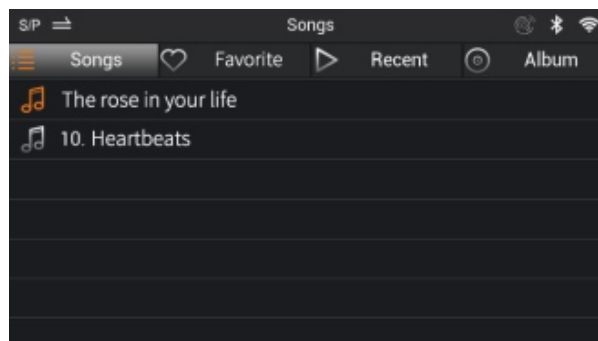 S/P Songs
Songs Favorite Recent Album
The rose in your life
10. Heartbeats